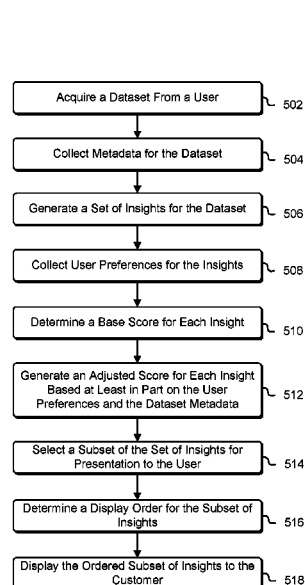 Acquire a Dataset From a User
502
Collect Metadata for the Dataset
504
Generate a Set of Insights for the Dataset
506
Collect User Preferences for the Insights
508
Determine a Base Score for Each Insight
510
Generate an Adjusted Score for Each Insight
Based at Least in Part on the User
Preferences and the Dataset Metadata
512
Select a Subset of the Set of Insights for
Presentation to the User
514
Determine a Display Order for the Subset of
Insights
516
Display the Ordered Subset of Insights to the
Customer
516